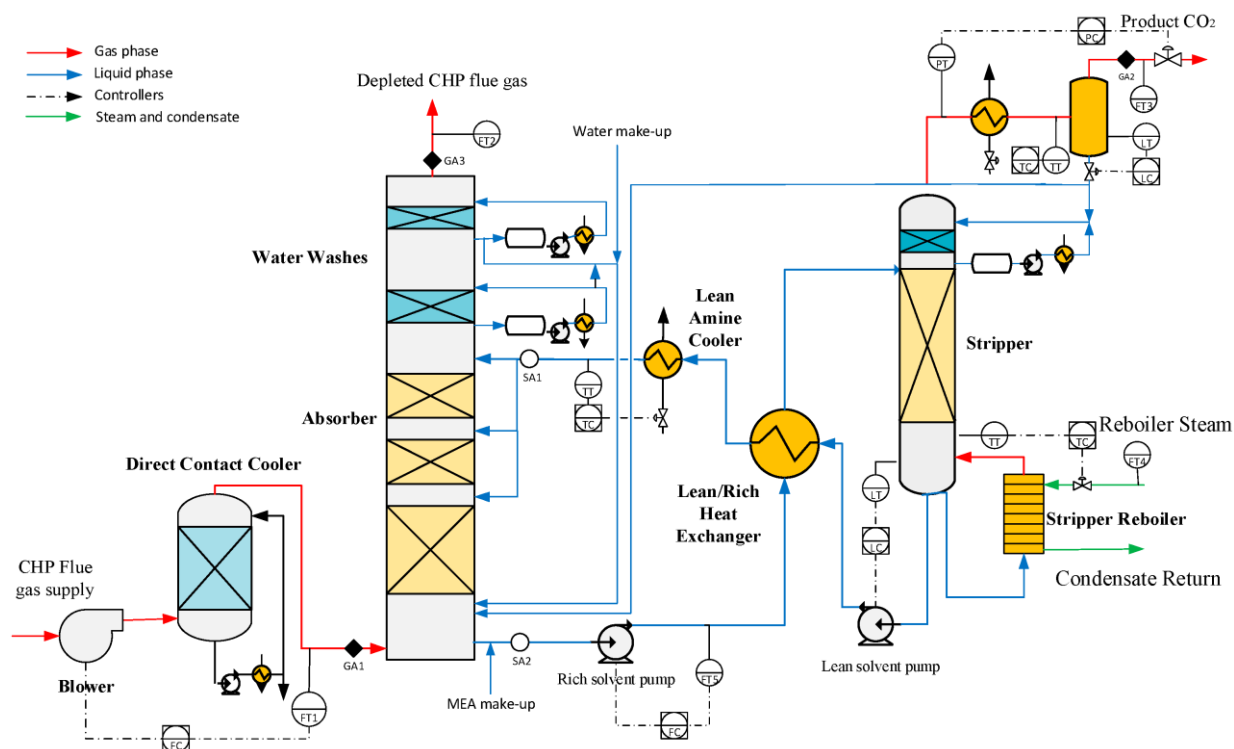 Product CO₂
PC
Gas phase
Liquid phase
Controllers
Steam and condensate
PT
GA2
FT3
Depleted CHP flue gas
FT2
GA3
Water make-up
TC
TT
LT
LC
Water Washes
Lean
Amine
Cooler
Stripper
SA1
TT
TC
Absorber
Direct Contact Cooler
TT
TC
Reboiler Steam
FT4
Lean/Rich
Heat
Exchanger
LT
LC
Stripper Reboiler
CHP Flue
gas supply
Condensate Return
GA1
SA2
Blower
Rich solvent pump
Lean solvent pump
FT1
FT5
MEA make-up
FC
FC